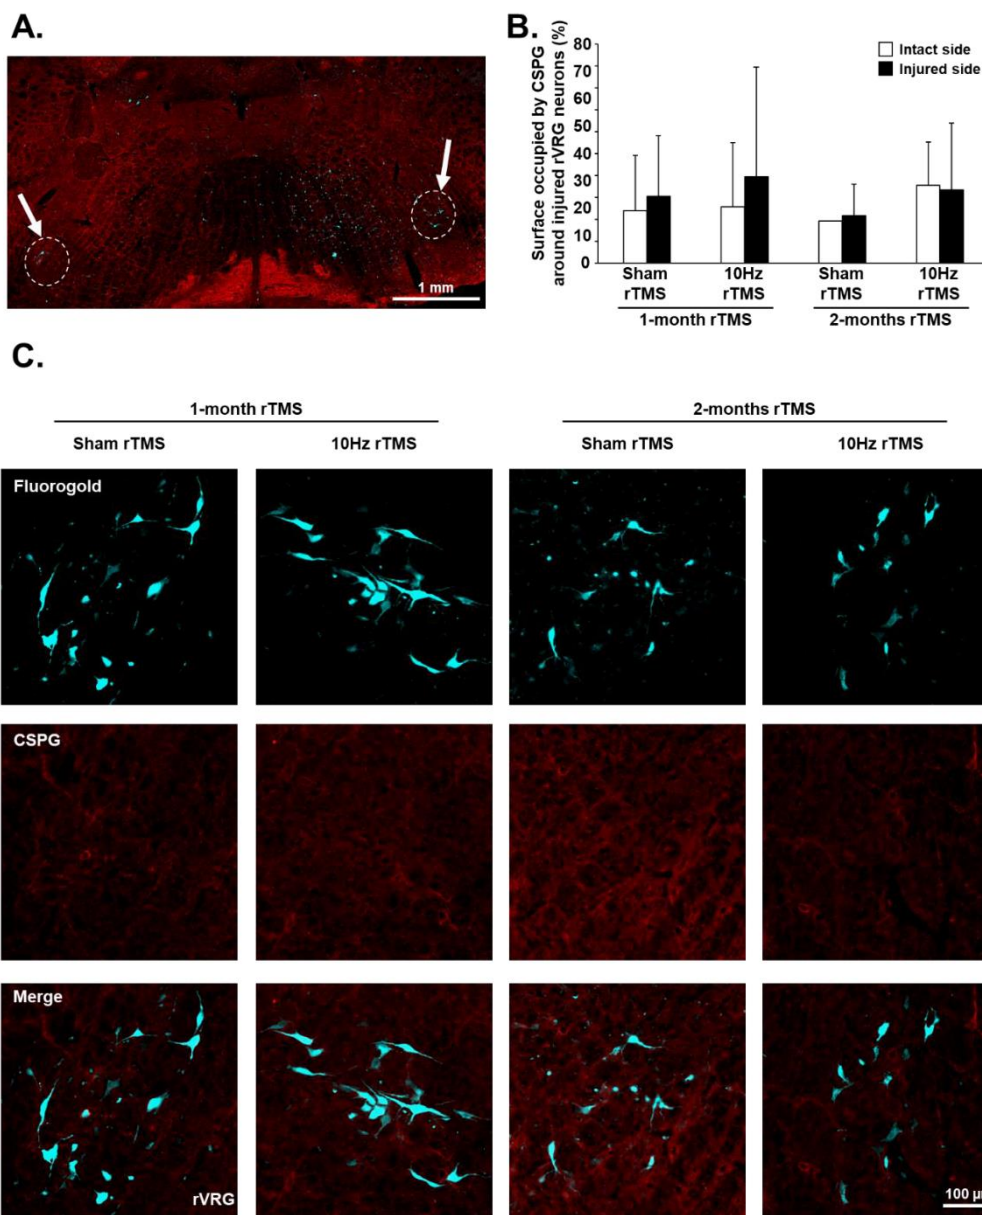 A.
1 mm
B.
Surface occupied by CSPG
around injured rVRG neurons (%)
80
70
60
50
40
30
20
10
0
Intact side
Injured side
Sham
rTMS
10Hz
rTMS
Sham
rTMS
10Hz
rTMS
1-month rTMS
2-months rTMS
C.
1-month rTMS
2-months rTMS
Sham rTMS
10Hz rTMS
Sham rTMS
10Hz rTMS
Fluorogold
CSPG
Merge
rVRG
100